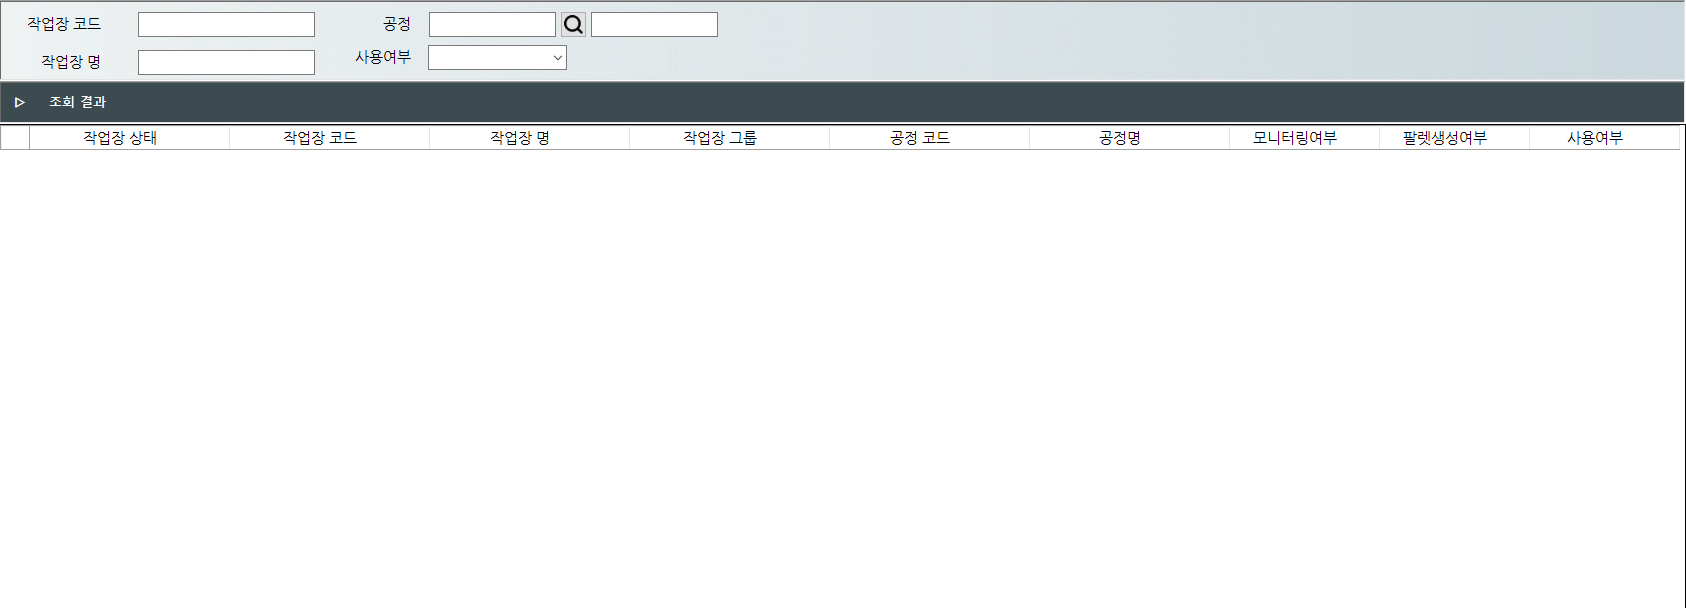 작업장 코드 공정
작업장 명 사용여부
조회 결과
작업장 상태 작업장 코드 작업장 명 작업장 그룹 공정 코드 공정명 모니터링여부 팔렛생성여부 사용여부